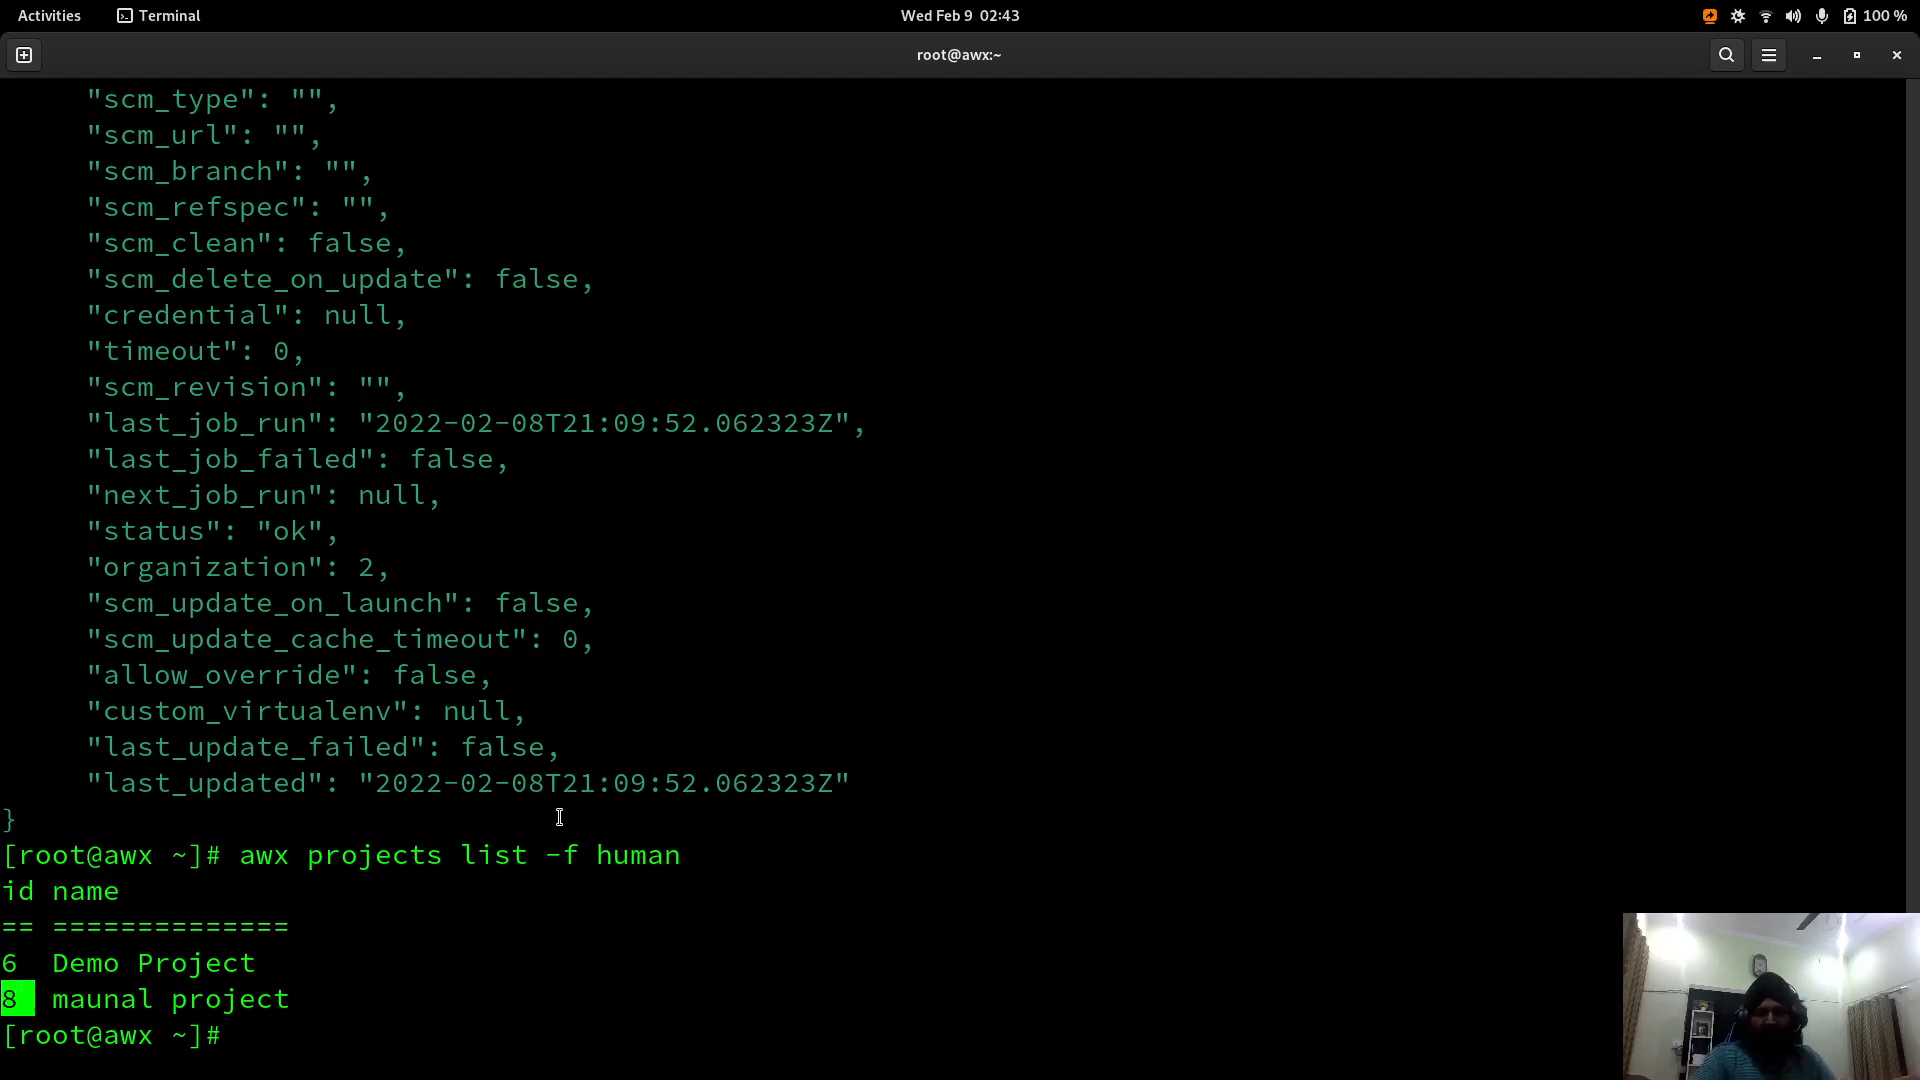 Activities
Terminal
Wed Feb 9 02:43
100 %
root@awx:~
"scm_type": "",
"scm_url": "",
"scm_branch": "",
"scm_refspec": "",
"scm_clean": false,
"scm_delete_on_update": false,
"credential": null,
"timeout": 0,
"scm_revision": "",
"last_job_run": "2022-02-08T21:09:52.062323Z",
"last_job_failed": false,
"next_job_run": null,
"status": "ok",
"organization": 2,
"scm_update_on_launch": false,
"scm_update_cache_timeout": 0,
"allow_override": false,
"custom_virtualenv": null,
"last_update_failed": false,
"last_updated": "2022-02-08T21:09:52.062323Z"
}
[root@awx ~]# awx projects list -f human
id name
== ==============
6  Demo Project
8  maunal project
[root@awx ~]#